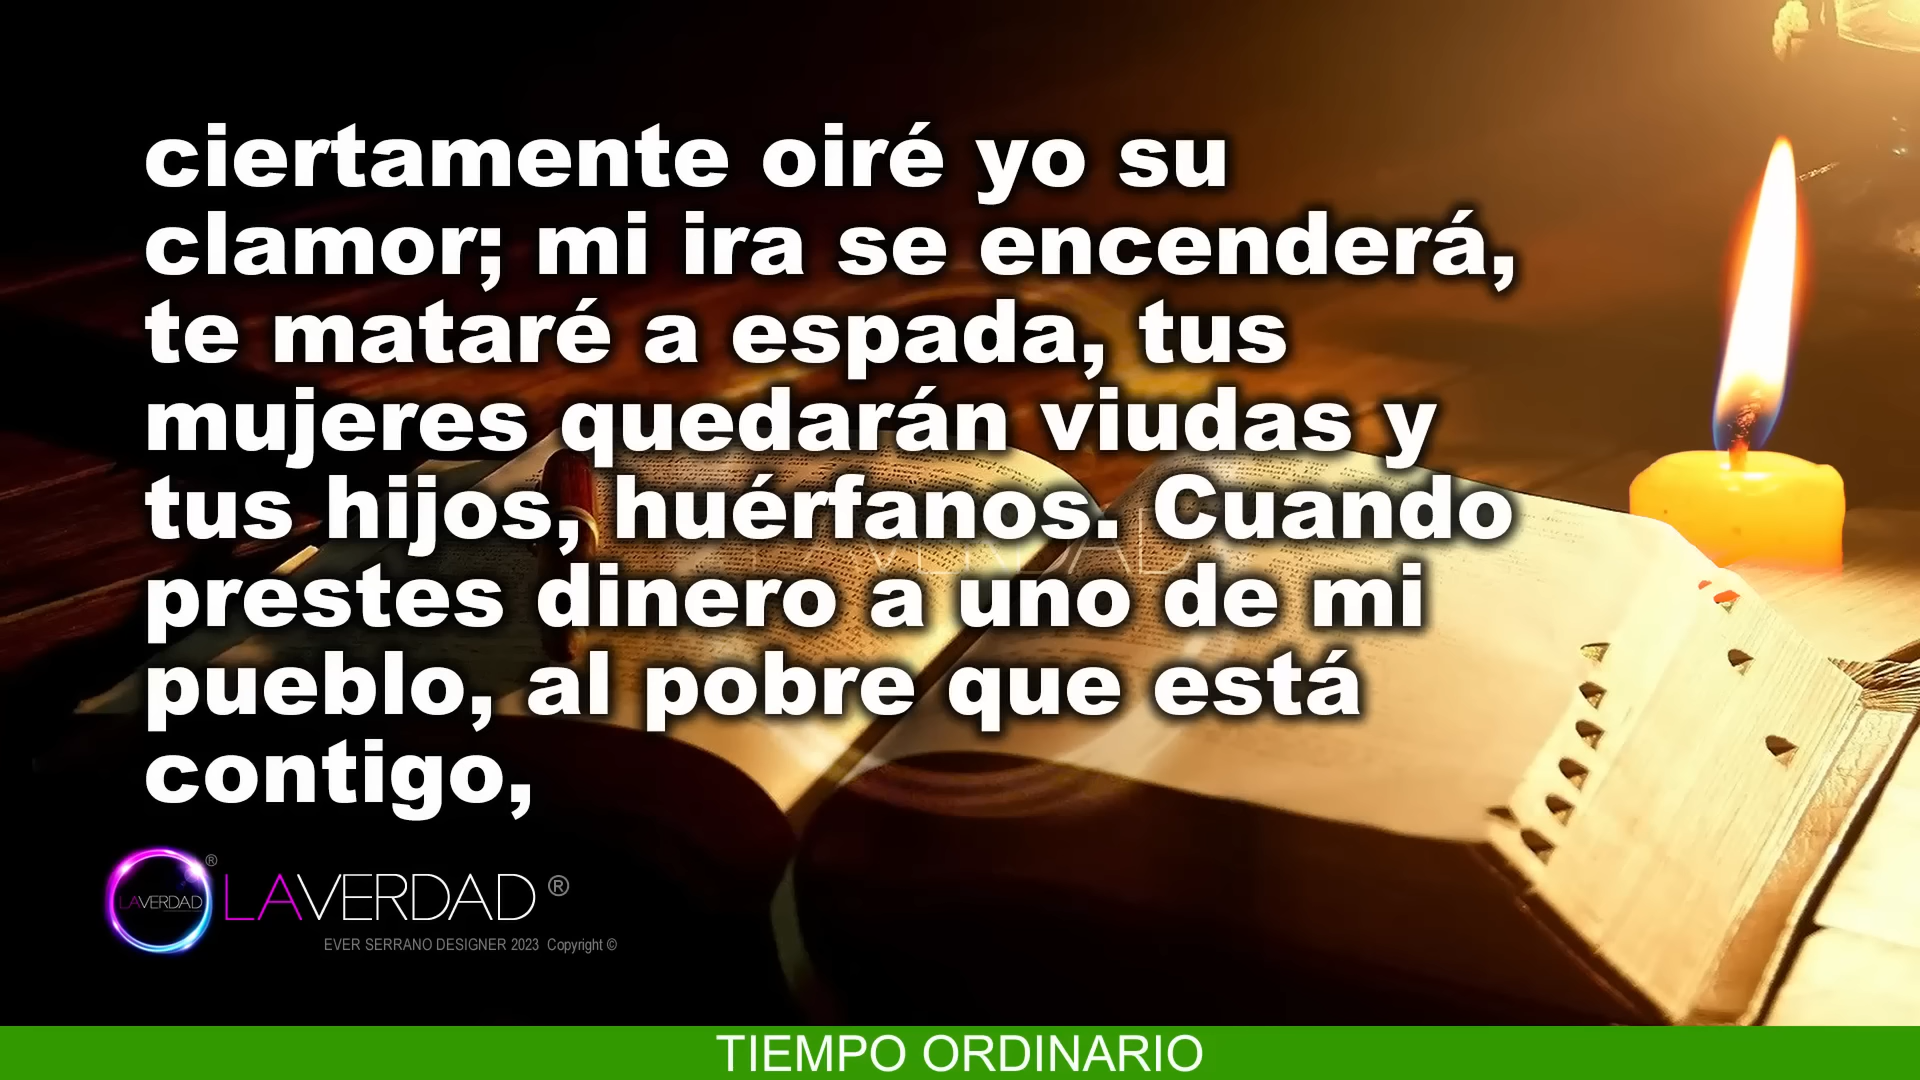 ciertamente oiré yo su
clamor; mi ira se encenderá,
te mataré a espada, tus
mujeres quedarán viudas y
tus hijos, huérfanos. Cuando
prestes dinero a uno de mi
pueblo, al pobre que está
contigo,
LAVERDAD
LAVERDAD ®
®
LAVERDAD ®
EVER SERRANO DESIGNER 2023 Copyright ©
TIEMPO ORDINARIO